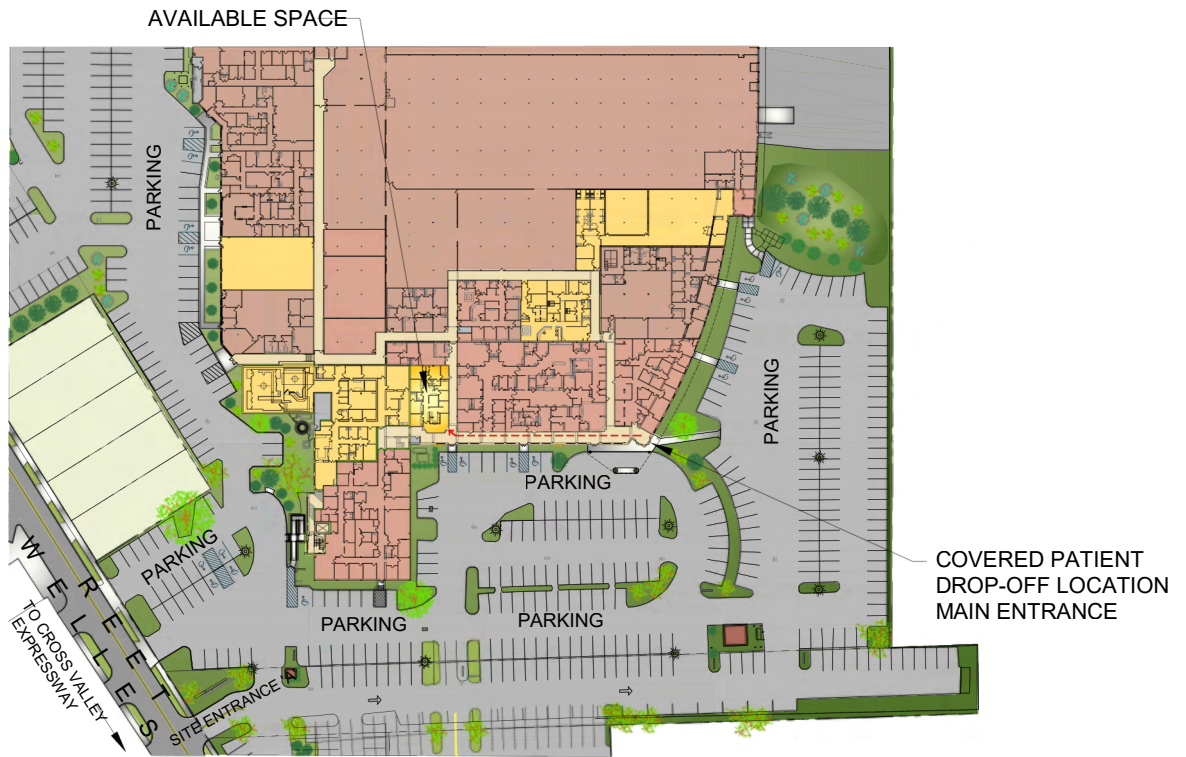 AVAILABLE SPACE
PARKING
PARKING
PARKING
PARKING
COVERED PATIENT
DROP-OFF LOCATION
MAIN ENTRANCE
PARKING
PARKING
WELLES
STREET
TO CROSS VALLEY
EXPRESSWAY
SITE ENTRANCE